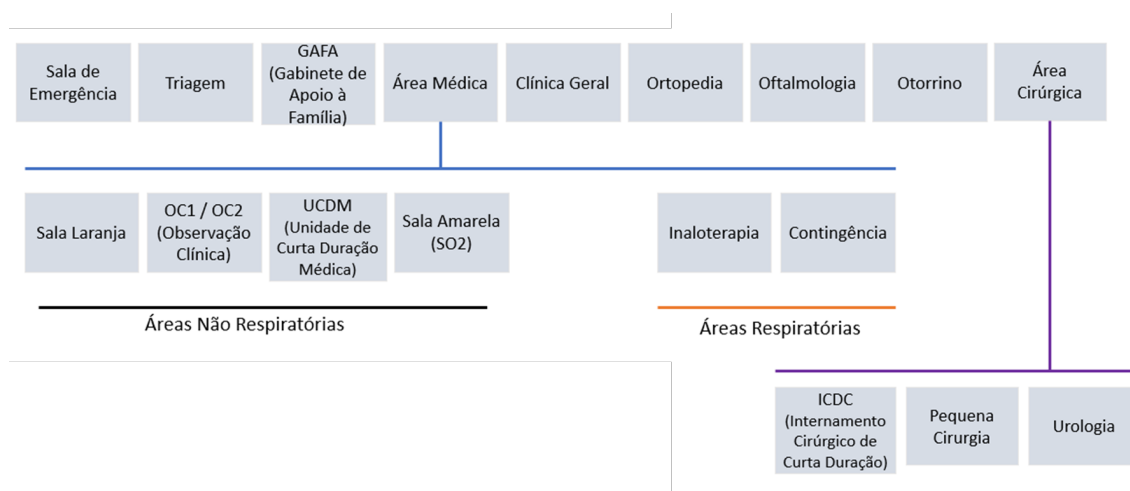 Sala de
Emergência
Triagem
GAFA
(Gabinete de
Apoio à
Família)
Área Médica
Clínica Geral
Ortopedia
Oftalmologia
Otorrino
Área
Cirúrgica
Sala Laranja
OC1 / OC2
(Observação
Clínica)
UCDM
(Unidade de
Curta Duração
Médica)
Sala Amarela
(SO2)
Inaloterapia
Contingência
Áreas Não Respiratórias
Áreas Respiratórias
ICDC
(Internamento
Cirúrgico de
Curta Duração)
Pequena
Cirurgia
Urologia